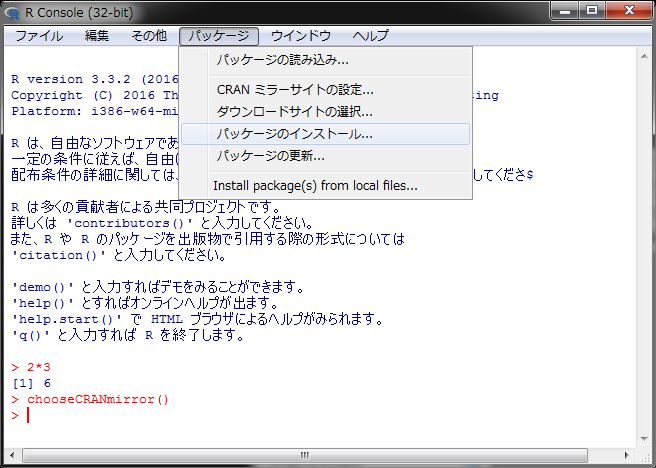 R Console (32-bit)
ファイル 編集 その他 パッケージ ウインドウ ヘルプ
パッケージの読み込み...
CRAN ミラーサイトの設定...
ダウンロードサイトの選択...
パッケージのインストール...
パッケージの更新...
Install package(s) from local files...
R version 3.3.2 (2016
Copyright (C) 2016 Th
Platform: i386-w64-mi
R は、自由なソフトウェアであ
一定の条件に従えば、自由に
配布条件の詳細に関しては、 してくださ$
R は多くの貢献者による共同プロジェクトです。
詳しくは 'contributors()' と入力してください。
また、R や R のパッケージを出版物で引用する際の形式については
'citation()' と入力してください。
'demo()' と入力すればデモをみることができます。
'help()' とすればオンラインヘルプが出ます。
'help.start()' で HTML ブラウザによるヘルプがみられます。
'q()' と入力すれば R を終了します。
> 2*3
[1] 6
> chooseCRANmirror()
>